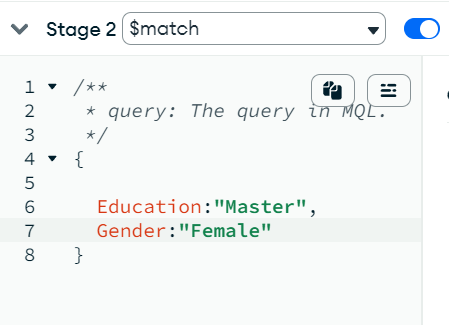 Stage 2 $match
1 /**
2 * query: The query in MQL.
3 */
4 {
5
6 Education:"Master",
7 Gender:"Female"
8 }